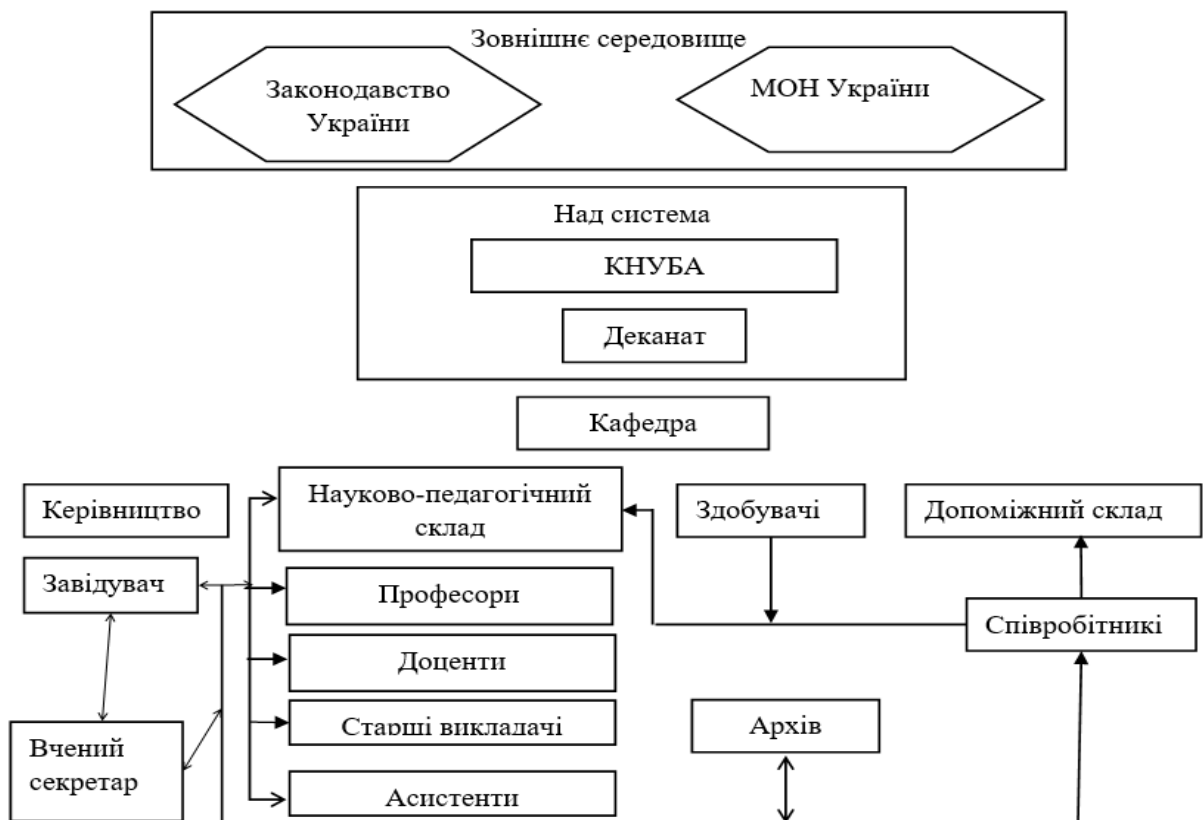 Зовнішнє середовище
Законодавство
України
МОН України
Над система
КНУБА
Деканат
Кафедра
Керівництво
Науково-педагогічний
склад
Здобувачі
Допоміжний склад
Завідувач
Професори
Співробітникі
Доценти
Старші викладачі
Архів
Вчений
секретар
Асистенти